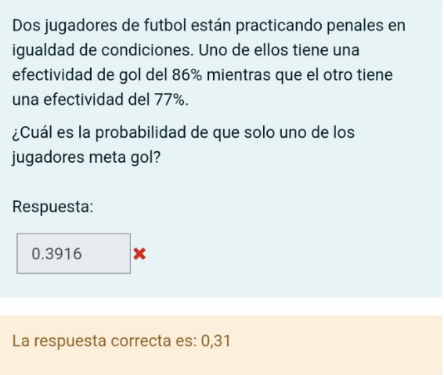 Dos jugadores de futbol están practicando penales en
igualdad de condiciones. Uno de ellos tiene una
efectividad de gol del 86% mientras que el otro tiene
una efectividad del 77%.
¿Cuál es la probabilidad de que solo uno de los
jugadores meta gol?
Respuesta:
0.3916
La respuesta correcta es: 0,31